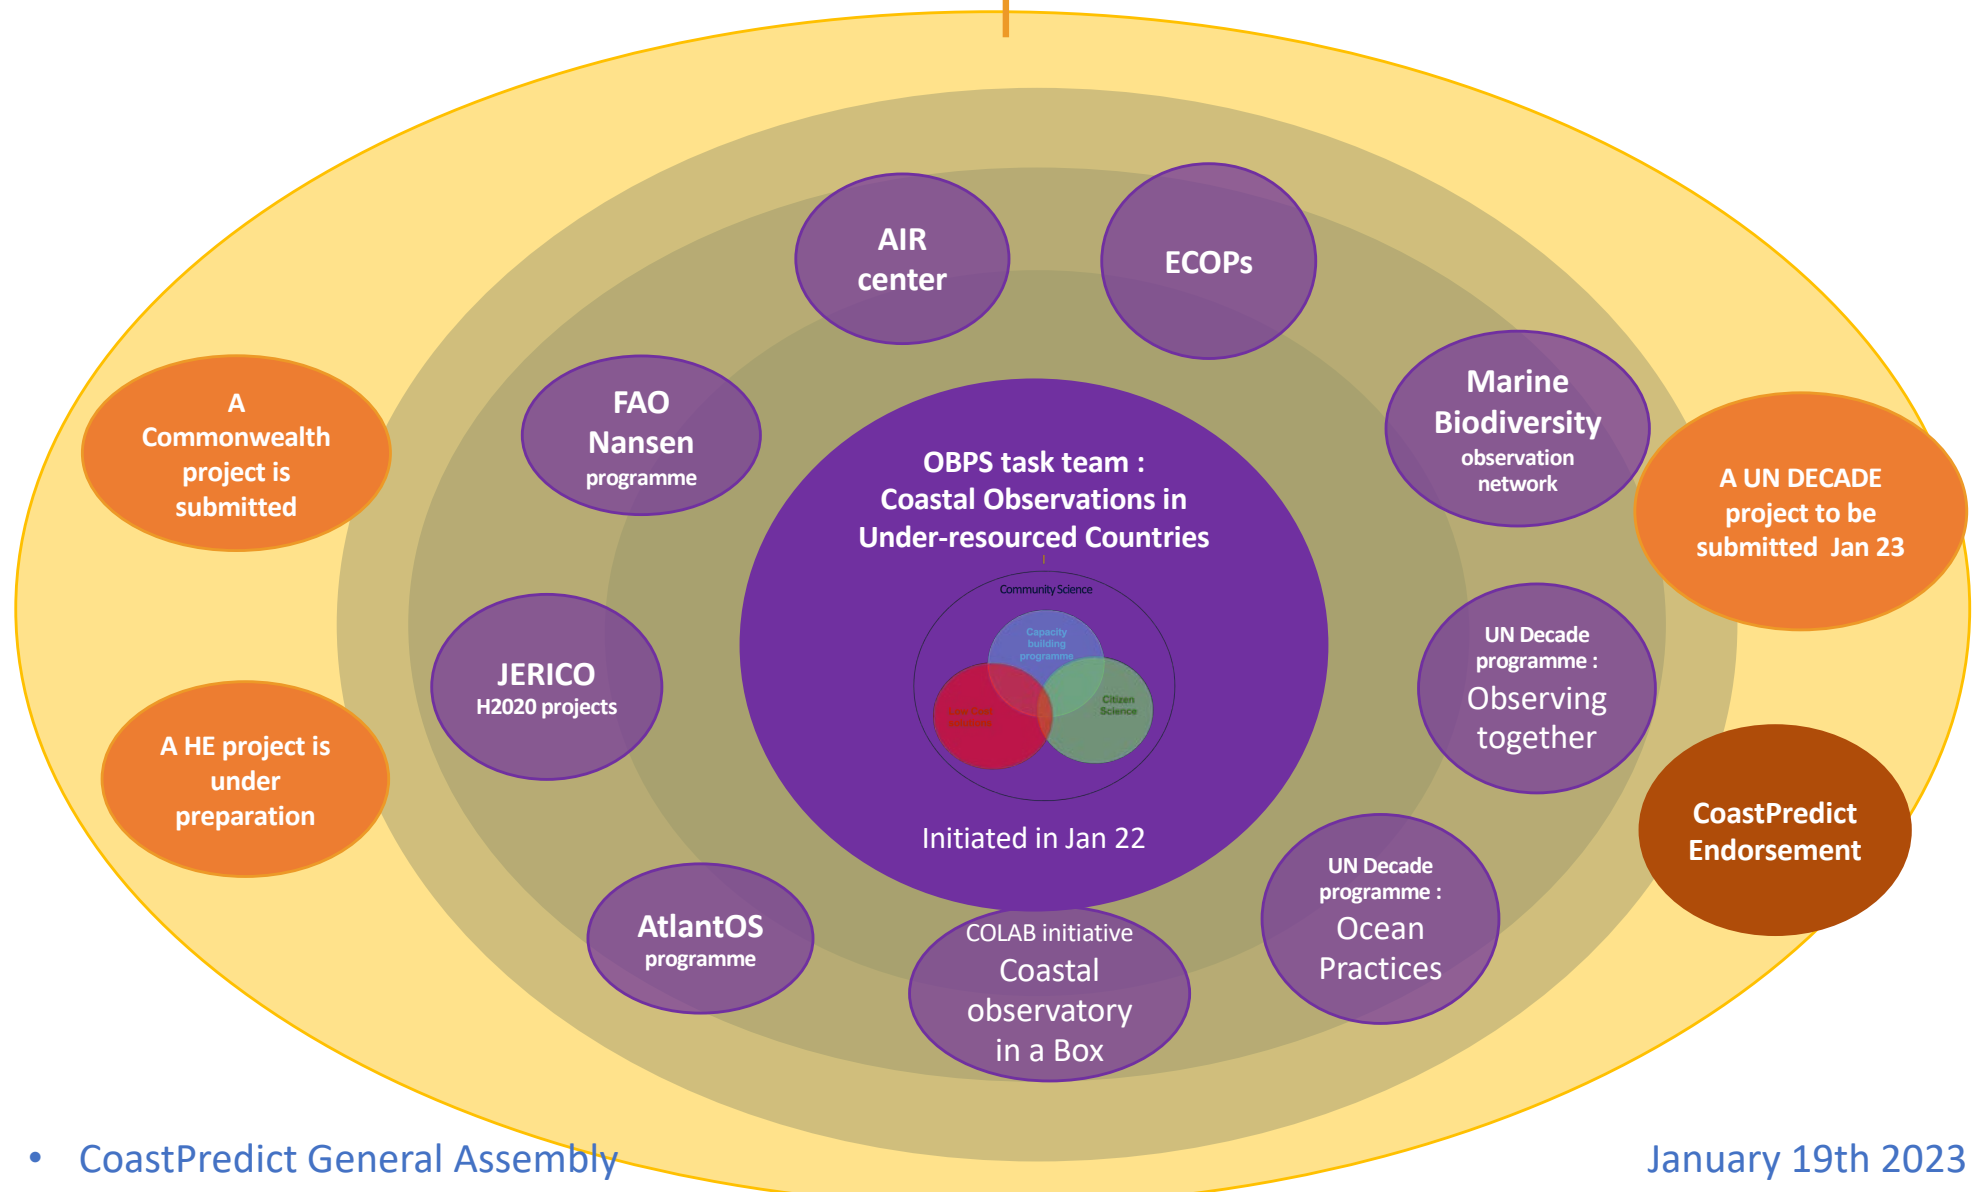 AIR
center
ECOPs
A
Commonwealth
project is
submitted
FAO
Nansen
programme
Marine
Biodiversity
observation
network
A UN DECADE
project to be
submitted Jan 23
OBPS task team :
Coastal Observations in
Under-resourced Countries
Community Science
Capacity
building
programme
Citizen
Science
Initiated in Jan 22
JERICO
H2020 projects
UN Decade
programme :
Observing
together
A HE project is
under
preparation
CoastPredict
Endorsement
AtlantOS
programme
COLAB initiative
Coastal
observatory
in a Box
UN Decade
programme :
Ocean
Practices
• CoastPredict General Assembly
January 19th 2023